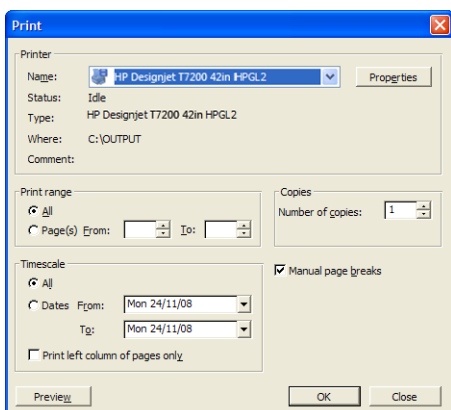 Print
Printer
Name: HP Designjet T7200 42in HPGL2 Properties
Status: Idle
Type: HP Designjet T7200 42in HPGL2
Where: C:\OUTPUT
Comment:
Print range
All
Page(s) From: To:
Copies
Number of copies: 1
Timescale
All
Dates From: Mon 24/11/08
To: Mon 24/11/08
Print left column of pages only
Manual page breaks
Preview OK Close